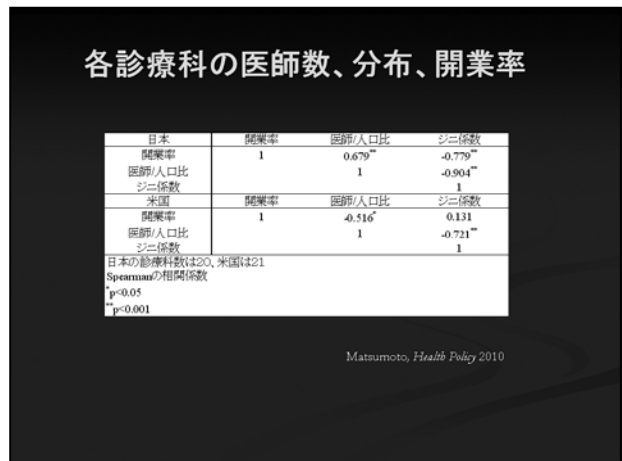 各診療科の医師数、分布、開業率
日本 開業率 医師/人口比 ジニ係数
開業率 1 0.679** -0.779**
医師/人口比 1 -0.904**
ジニ係数 1
米国 開業率 医師/人口比 ジニ係数
開業率 1 -0.516* 0.131
医師/人口比 1 -0.721**
ジニ係数 1
日本の診療科数は20、米国は21
Spearmanの相関係数
*p<0.05
**p<0.001
Matsumoto, Health Policy 2010